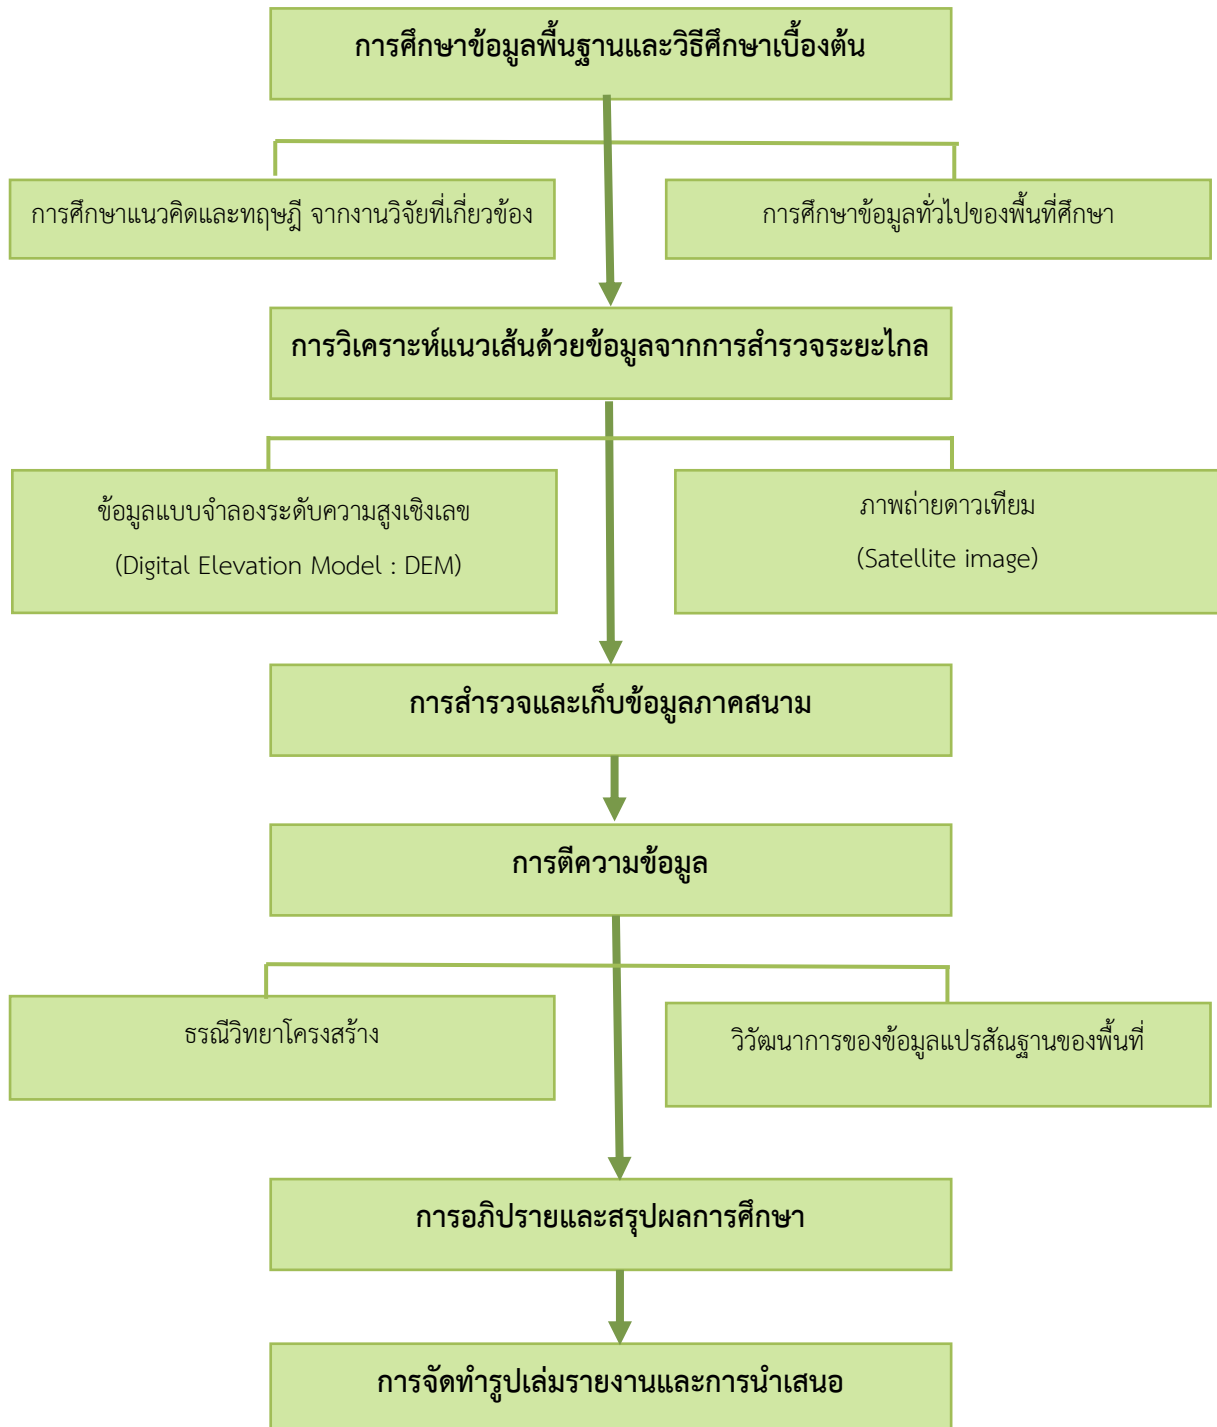 การศึกษาข้อมูลพื้นฐานและวิธีศึกษาเบื้องต้น
การศึกษาแนวคิดและทฤษฎี จากงานวิจัยที่เกี่ยวข้อง
การศึกษาข้อมูลทั่วไปของพื้นที่ศึกษา
การวิเคราะห์แนวเส้นด้วยข้อมูลจากการสำรวจระยะไกล
ข้อมูลแบบจำลองระดับความสูงเชิงเลข
(Digital Elevation Model : DEM)
ภาพถ่ายดาวเทียม
(Satellite image)
การสำรวจและเก็บข้อมูลภาคสนาม
การตีความข้อมูล
ธรณีวิทยาโครงสร้าง
วิวัฒนาการของข้อมูลแปรสัณฐานของพื้นที่
การอภิปรายและสรุปผลการศึกษา
การจัดทำรูปเล่มรายงานและการนำเสนอ